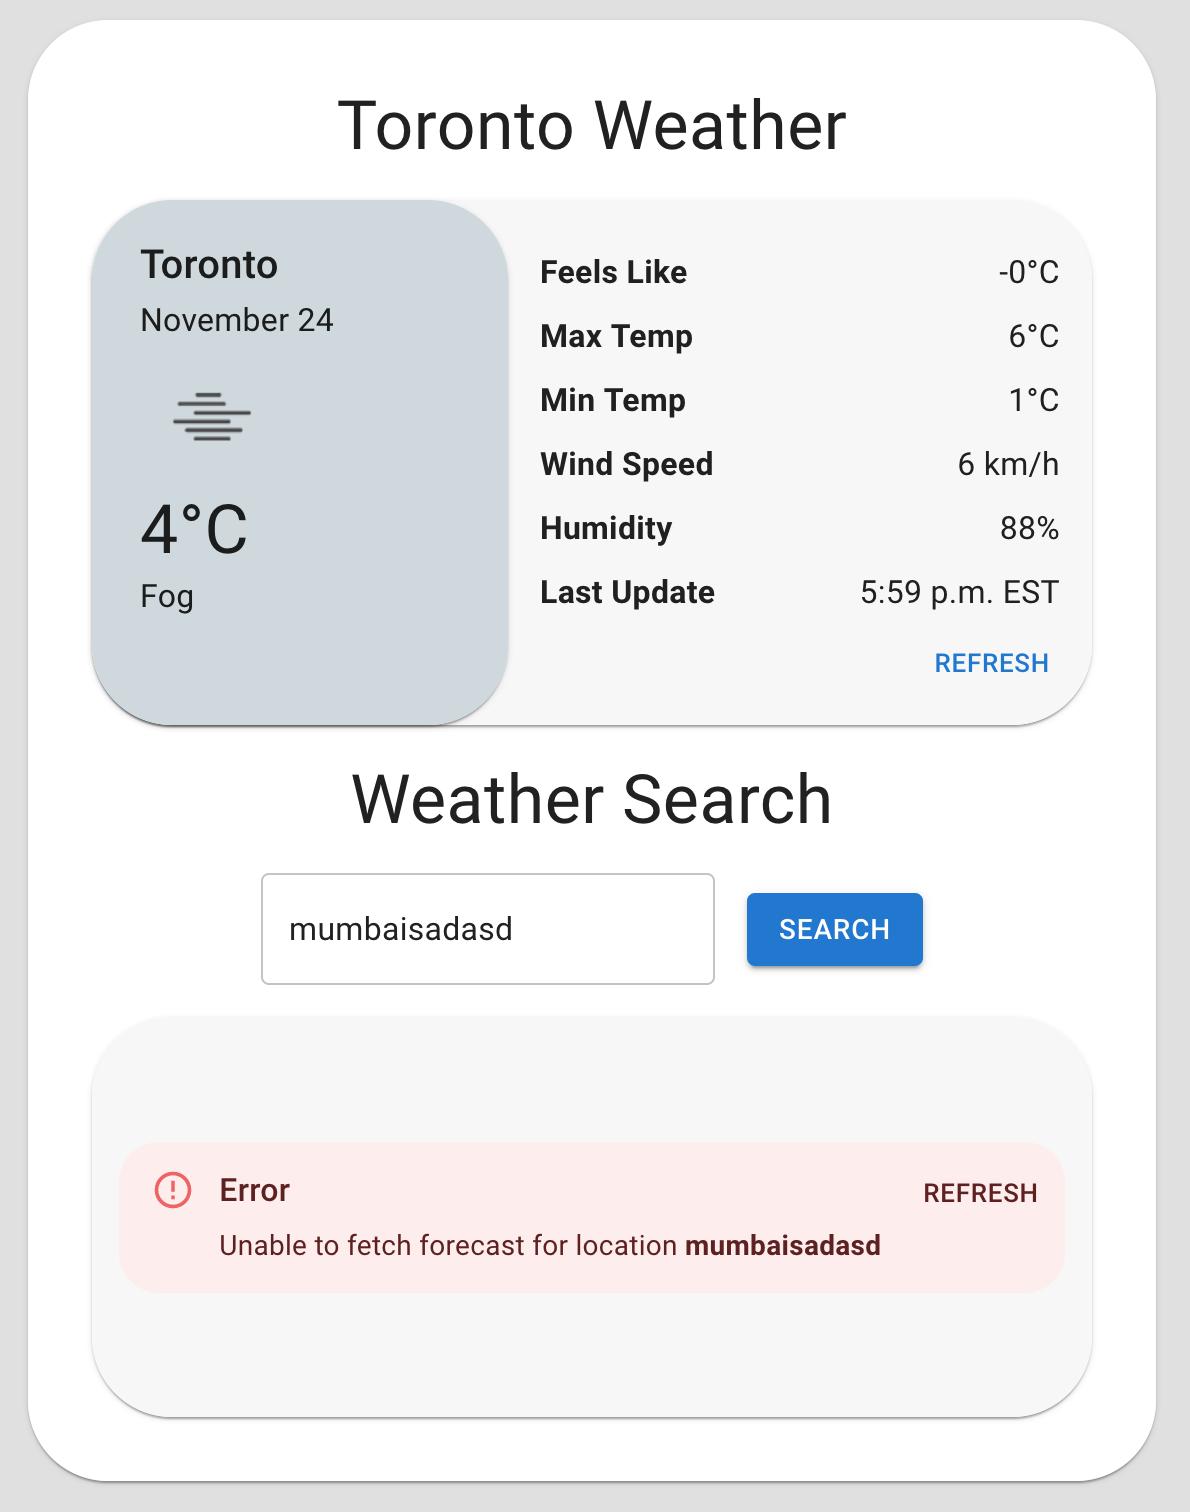 Toronto Weather
Toronto
November 24
4°C
Fog
Feels Like -0°C
Max Temp 6°C
Min Temp 1°C
Wind Speed 6 km/h
Humidity 88%
Last Update 5:59 p.m. EST
REFRESH
Weather Search
mumbaisadasd SEARCH
Error REFRESH
Unable to fetch forecast for location mumbaisadasd